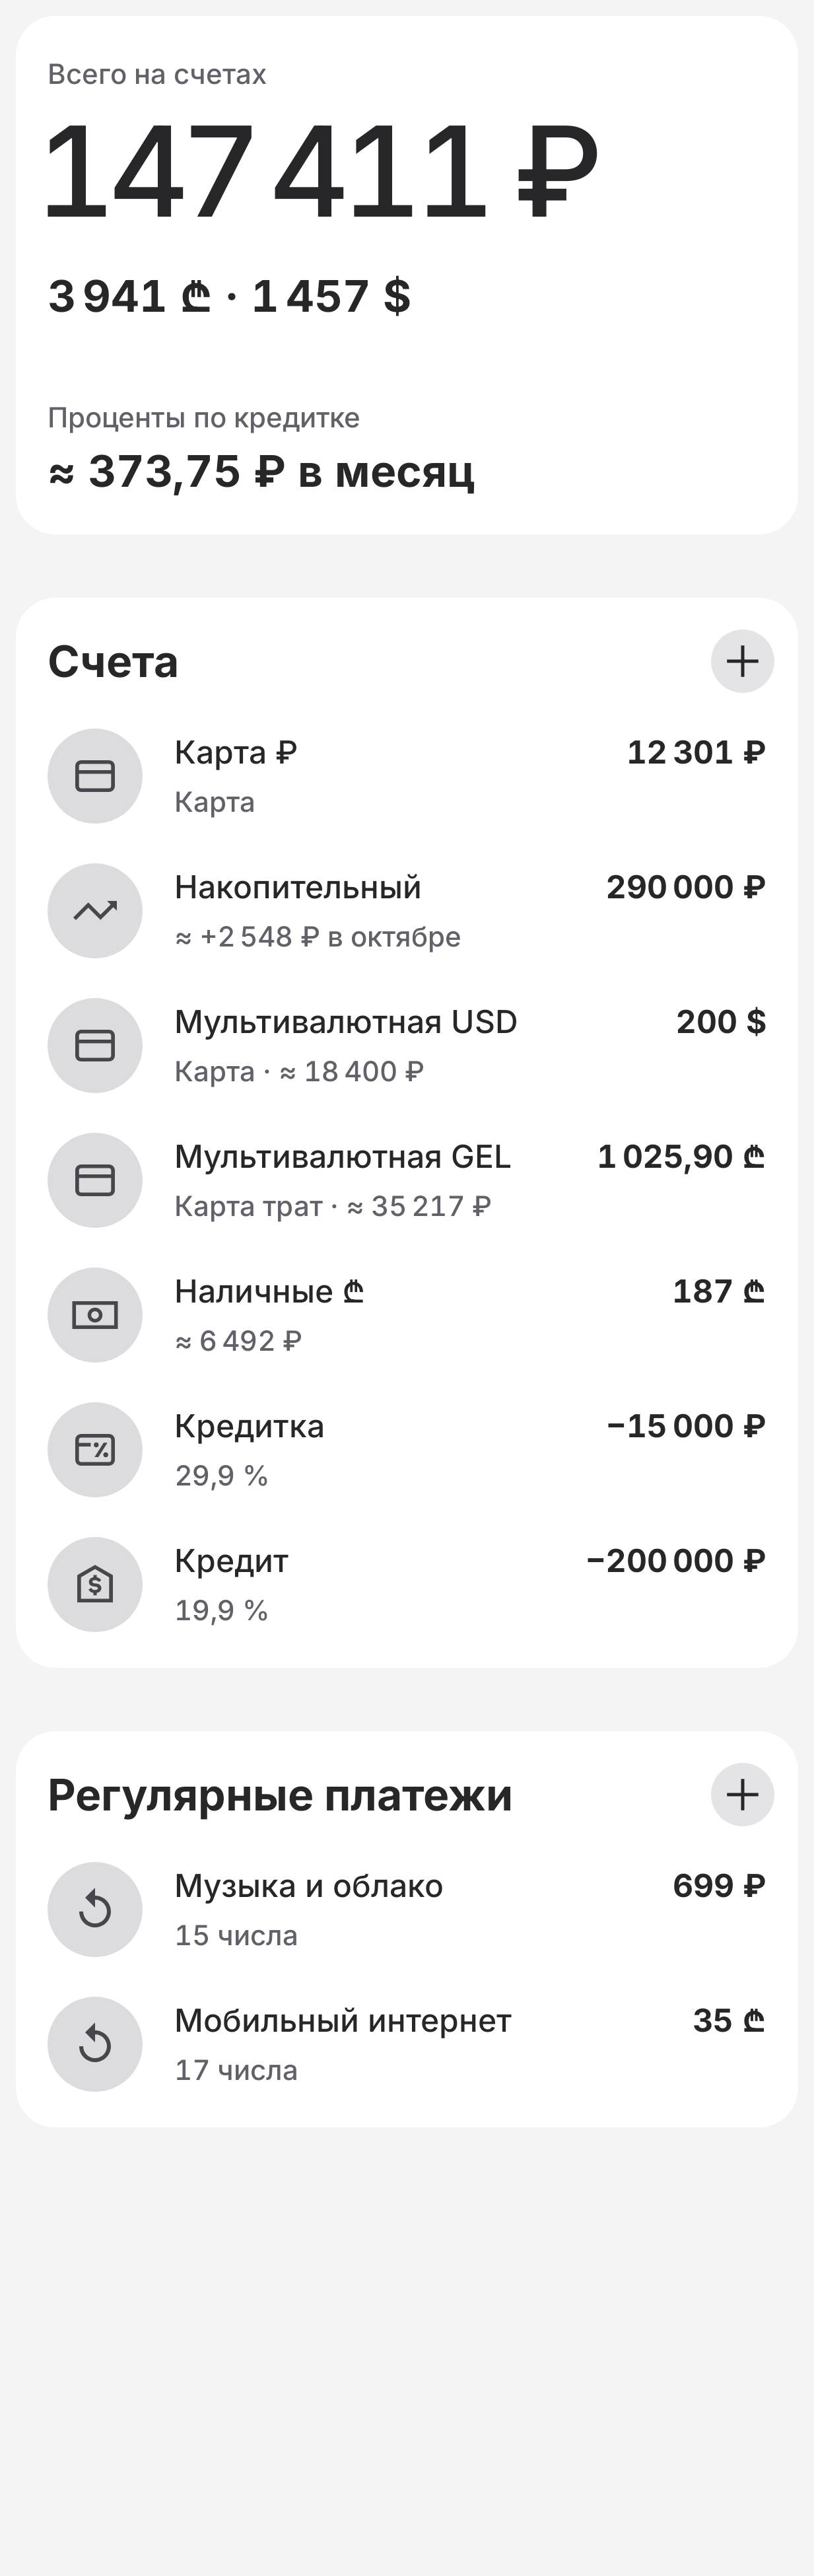 Всего на счетах
147 411 ₽
3 941 ₾ · 1 457 $
Проценты по кредитке
≈ 373,75 ₽ в месяц
Счета
Карта ₽ 12 301 ₽
Карта
Накопительный 290 000 ₽
≈ +2 548 ₽ в октябре
Мультивалютная USD 200 $
Карта · ≈ 18 400 ₽
Мультивалютная GEL 1 025,90 ₾
Карта трат · ≈ 35 217 ₽
Наличные ₾ 187 ₾
≈ 6 492 ₽
Кредитка −15 000 ₽
29,9 %
Кредит −200 000 ₽
19,9 %
Регулярные платежи
Музыка и облако 699 ₽
15 числа
Мобильный интернет 35 ₾
17 числа